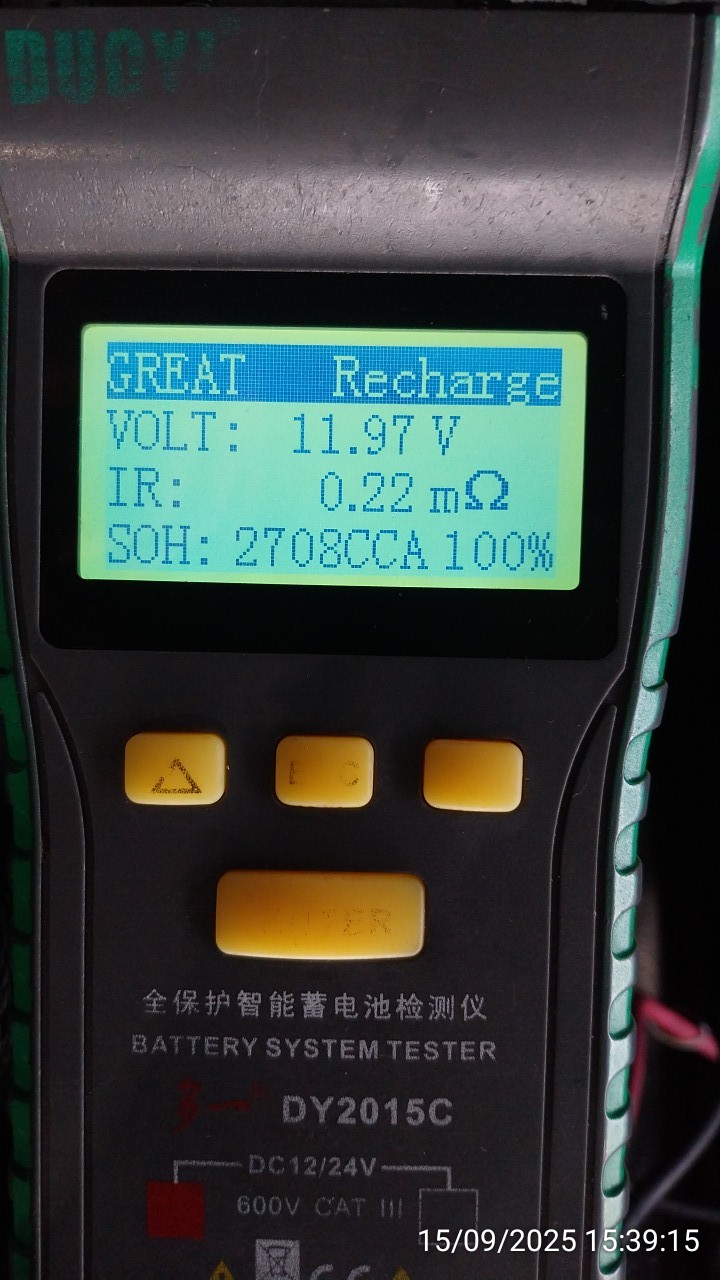 DUOYI
GREAT Recharge
VOLT: 11.97 V
IR: 0.22 mΩ
SOH: 2708CCA 100%
全保护智能蓄电池检测仪
BATTERY SYSTEM TESTER
多一 DY2015C
DC12/24V
600V CAT III
15/09/2025 15:39:15